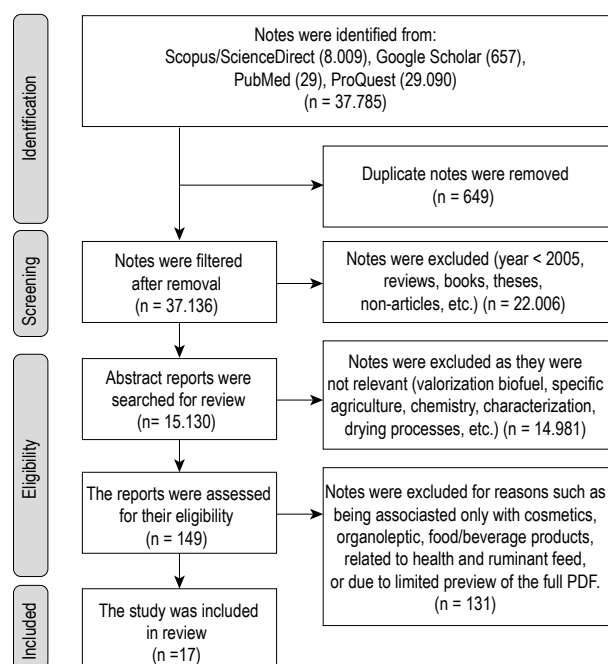 Identification
Notes were identified from:
Scopus/ScienceDirect (8.009), Google Scholar (657),
PubMed (29), ProQuest (29.090)
(n = 37.785)
Duplicate notes were removed
(n = 649)
Screening
Notes were filtered
after removal
(n = 37.136)
Notes were excluded (year < 2005,
reviews, books, theses,
non-articles, etc.) (n = 22.006)
Eligibility
Abstract reports were
searched for review
(n= 15.130)
Notes were excluded as they were
not relevant (valorization biofuel, specific
agriculture, chemistry, characterization,
drying processes, etc.) (n = 14.981)
The reports were assessed
for their eligibility
(n = 149)
Notes were excluded for reasons such as
being associasted only with cosmetics,
organoleptic, food/beverage products,
related to health and ruminant feed,
or due to limited preview of the full PDF.
(n = 131)
Included
The study was included
in review
(n =17)